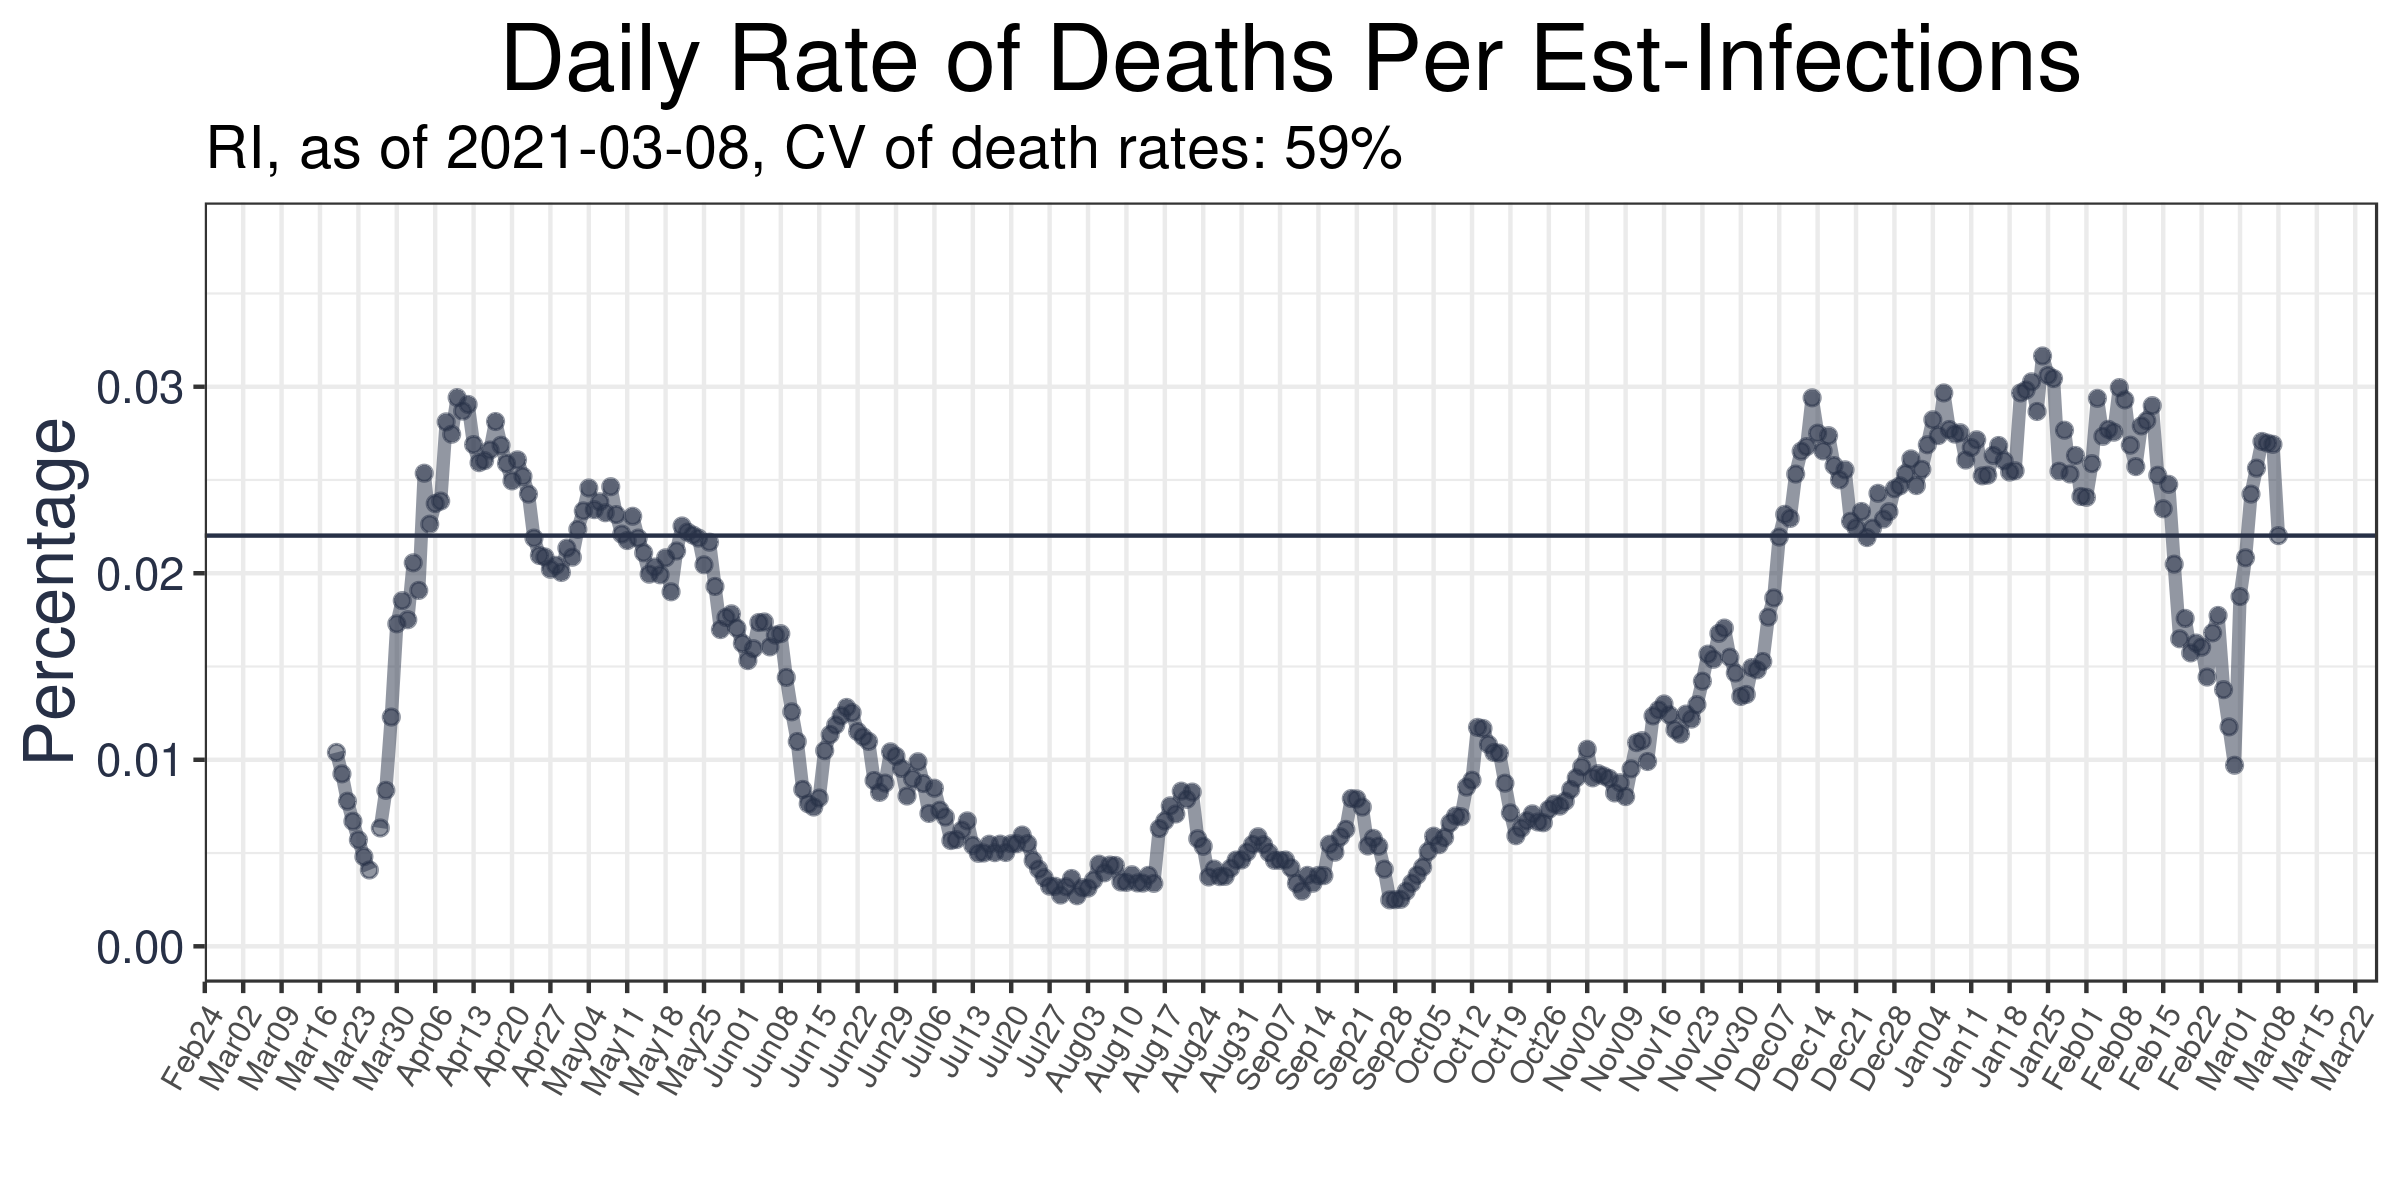 Daily Rate of Deaths Per Est-Infections
RI, as of 2021-03-08, CV of death rates: 59%
Percentage
0.03
0.02
0.01
0.00
Feb24
Mar02
Mar09
Mar16
Mar23
Mar30
Apr06
Apr13
Apr20
Apr27
May04
May11
May18
May25
Jun01
Jun08
Jun15
Jun22
Jun29
Jul06
Jul13
Jul20
Jul27
Aug03
Aug10
Aug17
Aug24
Aug31
Sep07
Sep14
Sep21
Sep28
Oct05
Oct12
Oct19
Oct26
Nov02
Nov09
Nov16
Nov23
Nov30
Dec07
Dec14
Dec21
Dec28
Jan04
Jan11
Jan18
Jan25
Feb01
Feb08
Feb15
Feb22
Mar01
Mar08
Mar15
Mar22